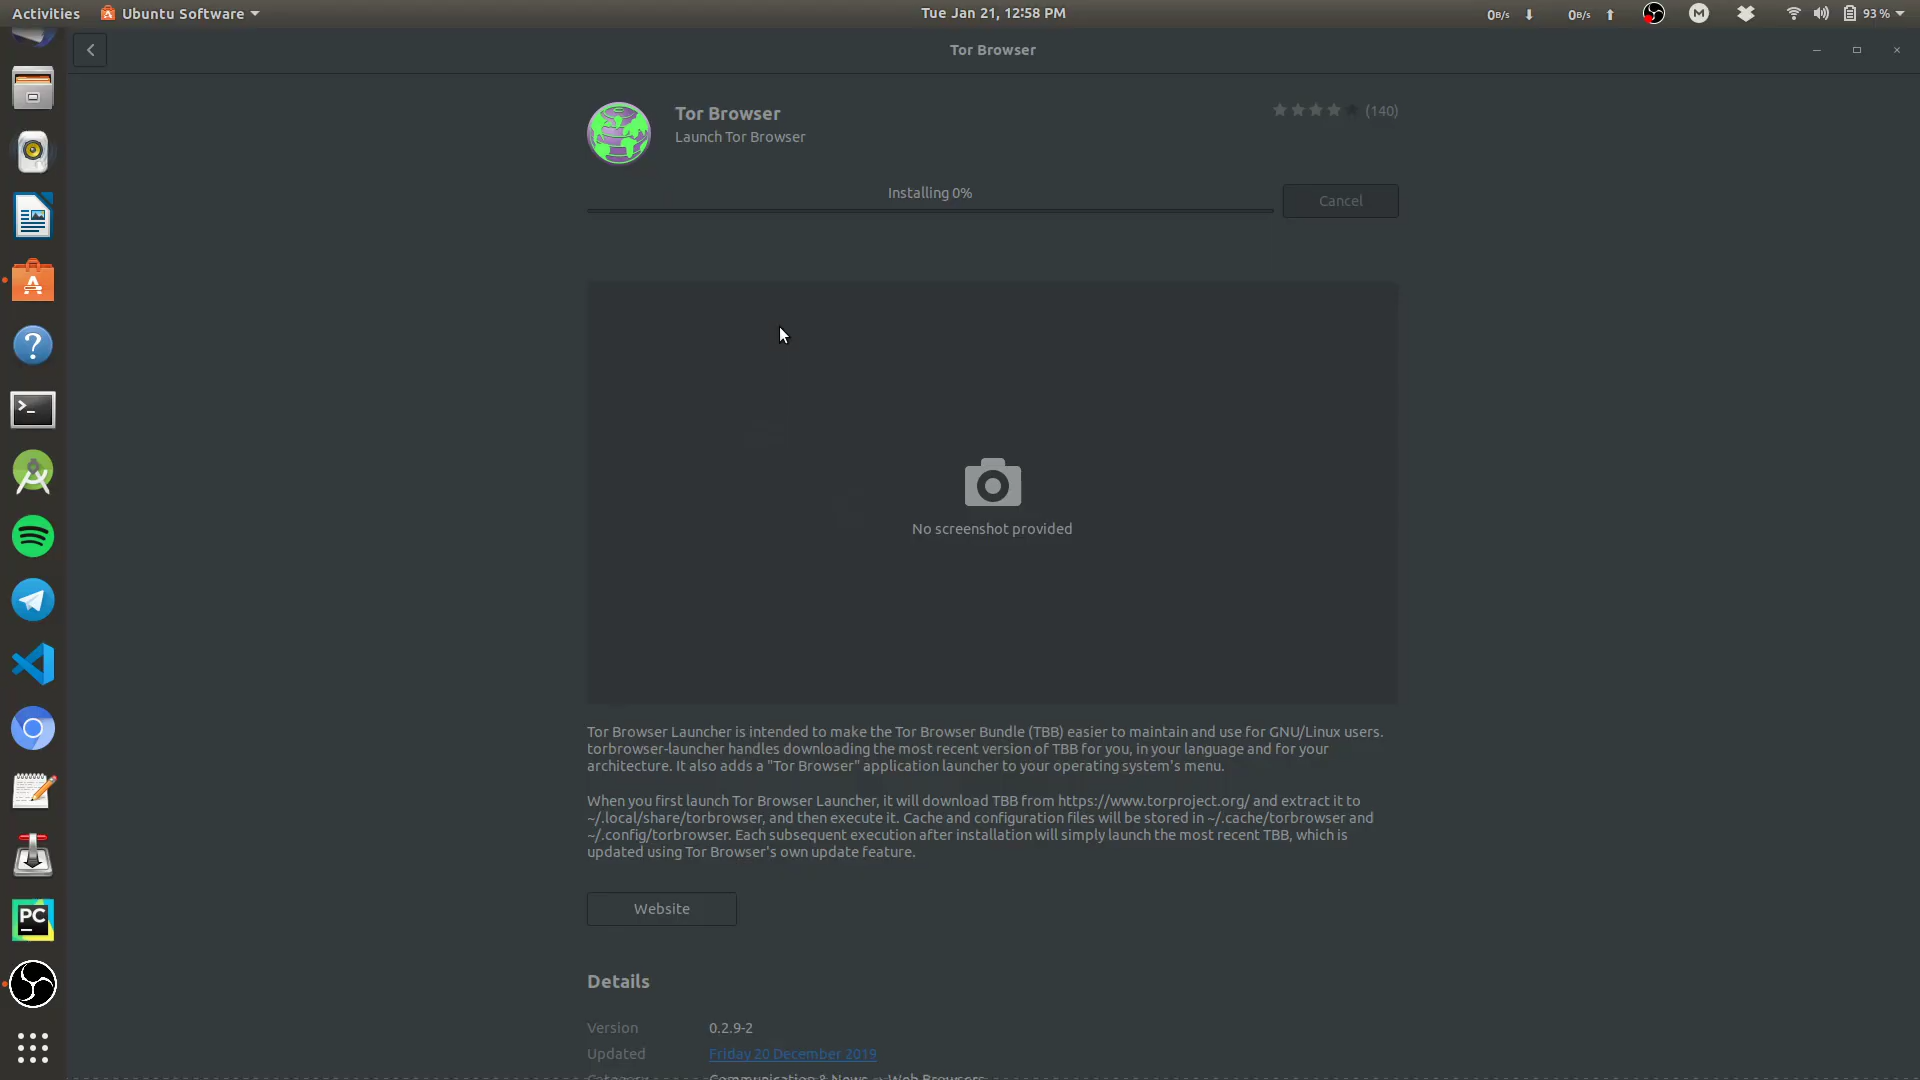 Activities
Ubuntu Software
Tue Jan 21, 12:58 PM
0B/s
0B/s
M
93 %
Tor Browser
Tor Browser
Launch Tor Browser
(140)
Installing 0%
Cancel
No screenshot provided
Tor Browser Launcher is intended to make the Tor Browser Bundle (TBB) easier to maintain and use for GNU/Linux users.
torbrowser-launcher handles downloading the most recent version of TBB for you, in your language and for your
architecture. It also adds a "Tor Browser" application launcher to your operating system's menu.
When you first launch Tor Browser Launcher, it will download TBB from https://www.torproject.org/ and extract it to
~/.local/share/torbrowser, and then execute it. Cache and configuration files will be stored in ~/.cache/torbrowser and
~/.config/torbrowser. Each subsequent execution after installation will simply launch the most recent TBB, which is
updated using Tor Browser's own update feature.
Website
PC
Details
Version 0.2.9-2
Updated Friday 20 December 2019
Category Communication & News → Web Browsers